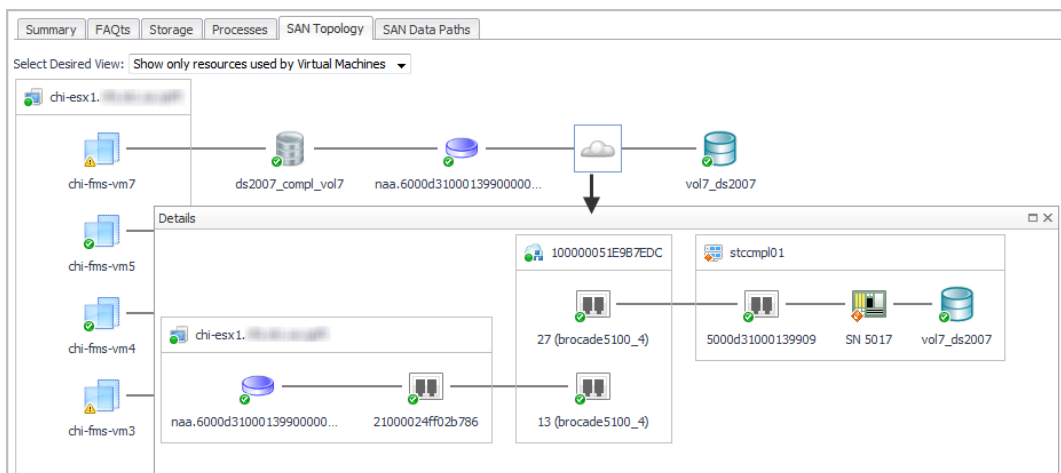 Summary FAQts Storage Processes SAN Topology SAN Data Paths
Select Desired View: Show only resources used by Virtual Machines
chi-esx1.
chi-fms-vm7 ds2007_compl_vol7 naa.6000d31000139900000... vol7_ds2007
Details
chi-fms-vm5
chi-fms-vm4
chi-fms-vm3
100000051E9B7EDC stccmpl01
27 (brocade5100_4) 5000d31000139909 SN 5017 vol7_ds2007
chi-esx1.
naa.6000d31000139900000... 21000024ff02b786 13 (brocade5100_4)